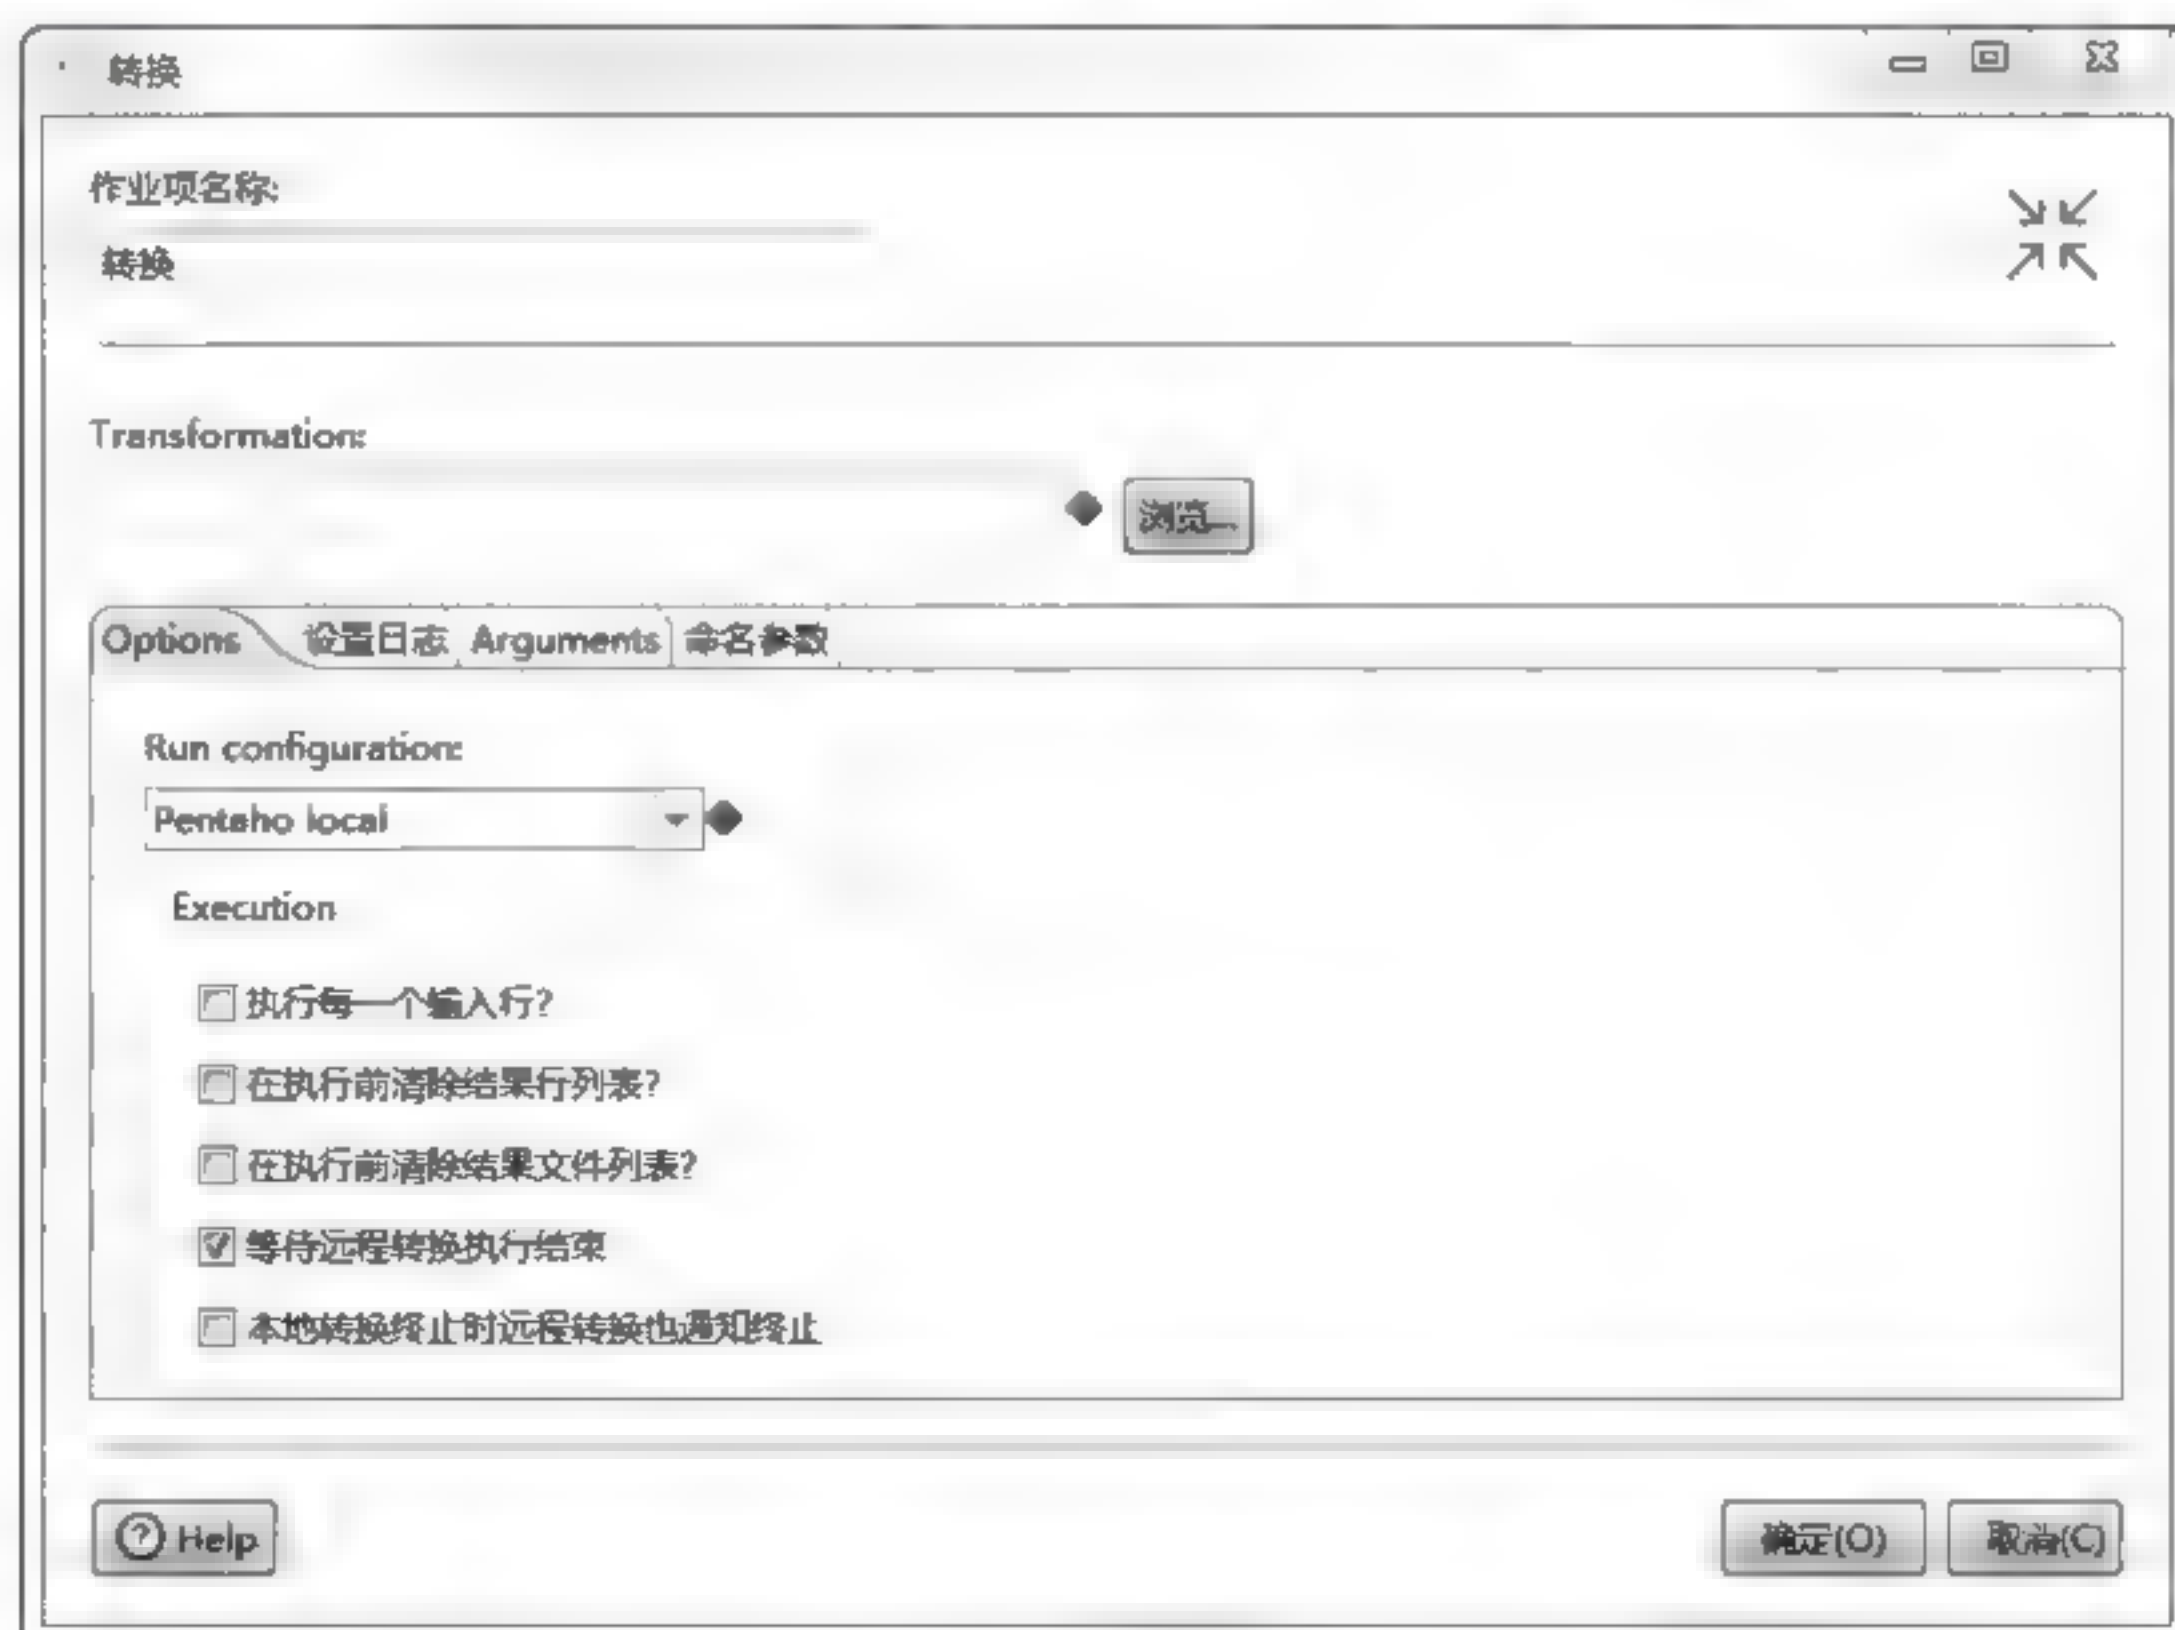 转换
作业项名称:
转换
Transformation:
浏览...
Options 设置日志 Arguments 命名参数
Run configuration:
Pentaho local
Execution
执行每一个输入行?
在执行前清除结果行列表?
在执行前清除结果文件列表?
等待远程转换执行结束
本地转换终止时远程转换也通知终止
Help 确定(O) 取消(C)